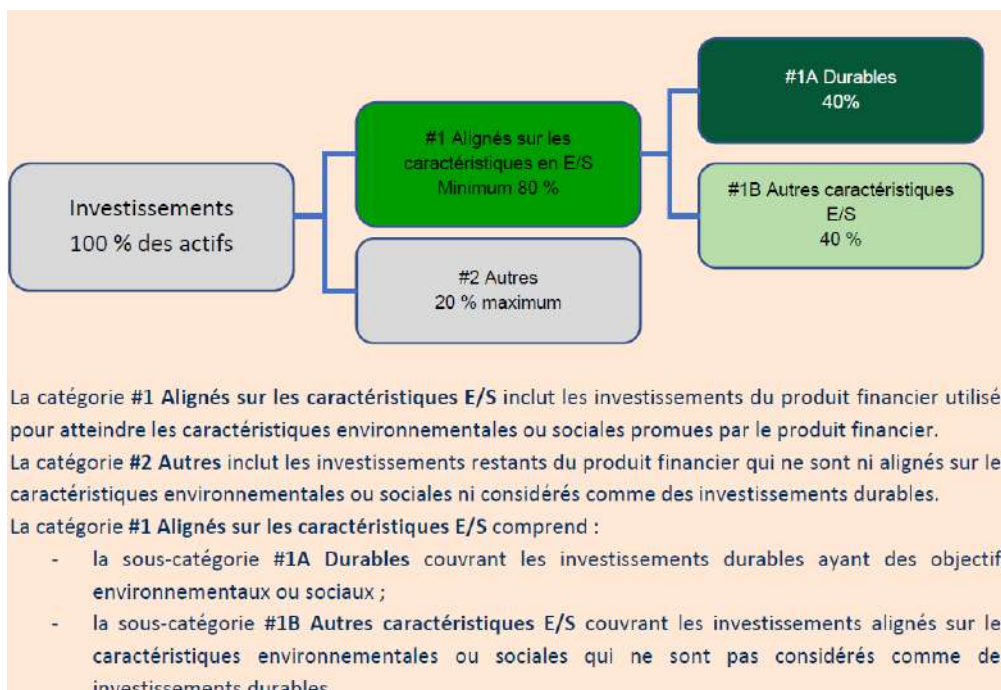 #1A Durables
40%
#1 Alignés sur les
caractéristiques en E/S
Minimum 80 %
#1B Autres caractéristiques
E/S
40 %
Investissements
100 % des actifs
#2 Autres
20 % maximum
La catégorie #1 Alignés sur les caractéristiques E/S inclut les investissements du produit financier utilisé
pour atteindre les caractéristiques environnementales ou sociales promues par le produit financier.
La catégorie #2 Autres inclut les investissements restants du produit financier qui ne sont ni alignés sur le
caractéristiques environnementales ou sociales ni considérés comme des investissements durables.
La catégorie #1 Alignés sur les caractéristiques E/S comprend :
- la sous-catégorie #1A Durables couvrant les investissements durables ayant des objectif
environnementaux ou sociaux ;
- la sous-catégorie #1B Autres caractéristiques E/S couvrant les investissements alignés sur le
caractéristiques environnementales ou sociales qui ne sont pas considérés comme de
investissements durables